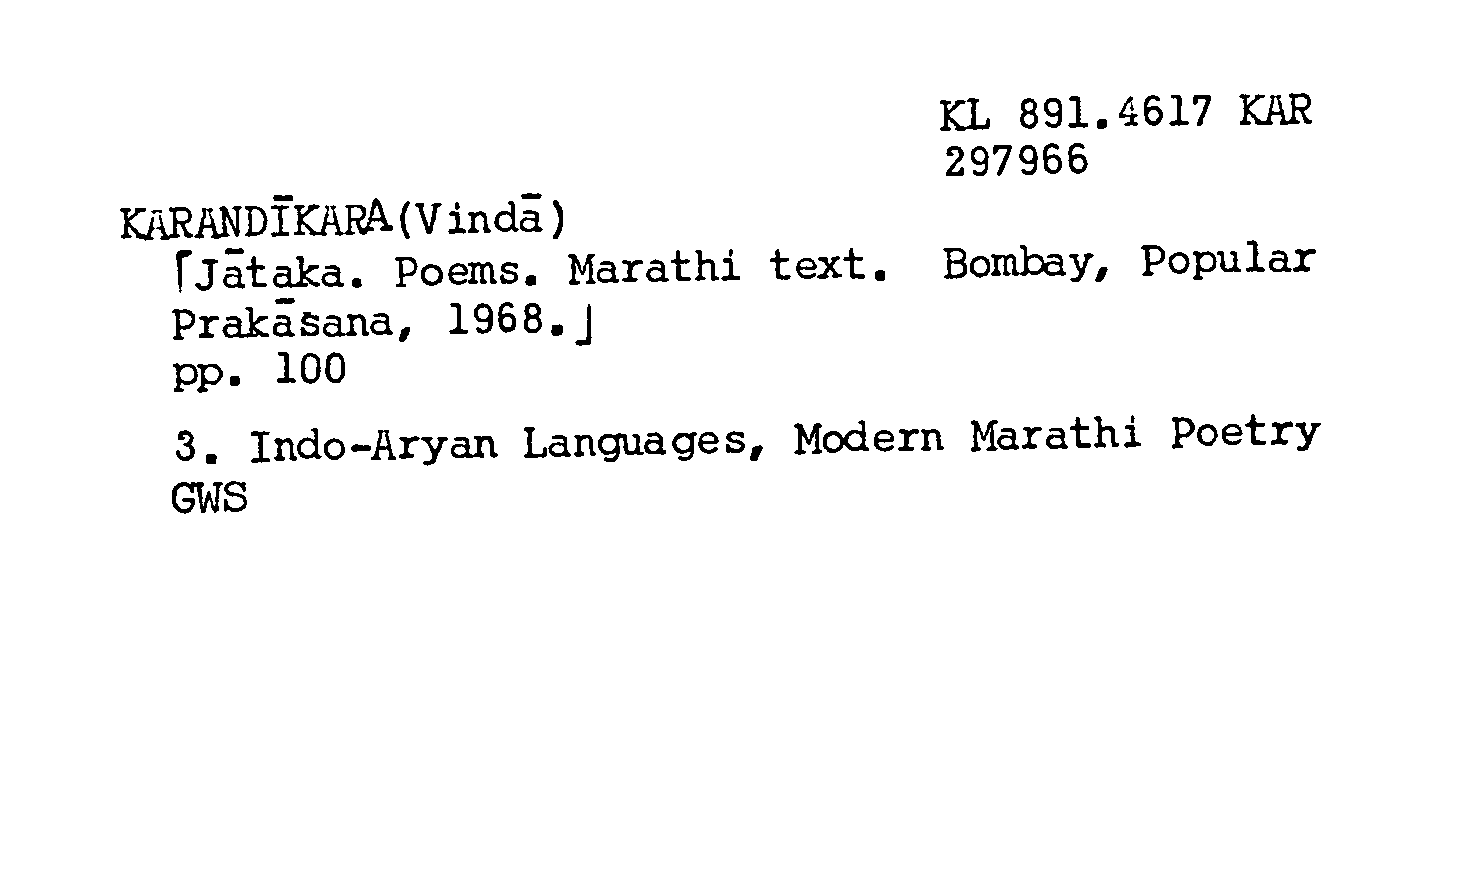 KL 891.4617 KAR
297966
KARANDĪKARA(Vindā)
⌈Jātaka. Poems. Marathi text. Bombay, Popular
Prakāsana, 1968.⌋
pp. 100
3. Indo-Aryan Languages, Modern Marathi Poetry
GWS